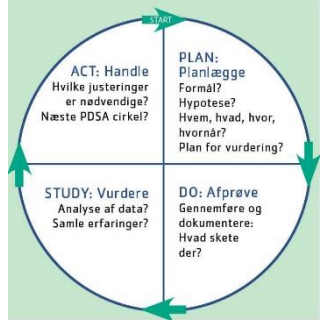 START
PLAN:
Planlægge
Formål?
Hypotese?
Hvem, hvad, hvor,
hvornår?
Plan for vurdering?
DO: Afprøve
Gennemføre og
dokumentere:
Hvad skete
der?
STUDY: Vurdere
Analyse af data?
Samle erfaringer?
ACT: Handle
Hvilke justeringer
er nødvendige?
Næste PDSA cirkel?